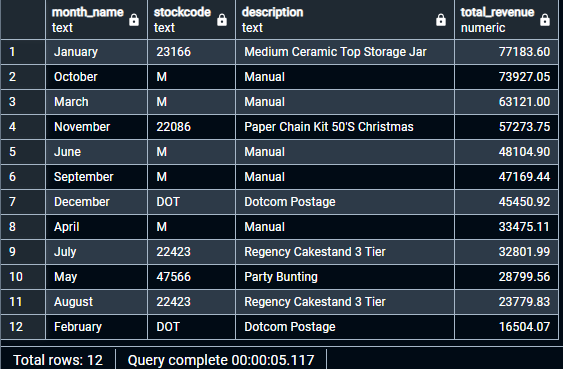 month_name stockcode description total_revenue
text text text numeric
1 January 23166 Medium Ceramic Top Storage Jar 77183.60
2 October M Manual 73927.05
3 March M Manual 63121.00
4 November 22086 Paper Chain Kit 50'S Christmas 57273.75
5 June M Manual 48104.90
6 September M Manual 47169.44
7 December DOT Dotcom Postage 45450.92
8 April M Manual 33475.11
9 July 22423 Regency Cakestand 3 Tier 32801.99
10 May 47566 Party Bunting 28799.56
11 August 22423 Regency Cakestand 3 Tier 23779.83
12 February DOT Dotcom Postage 16504.07
Total rows: 12 Query complete 00:00:05.117